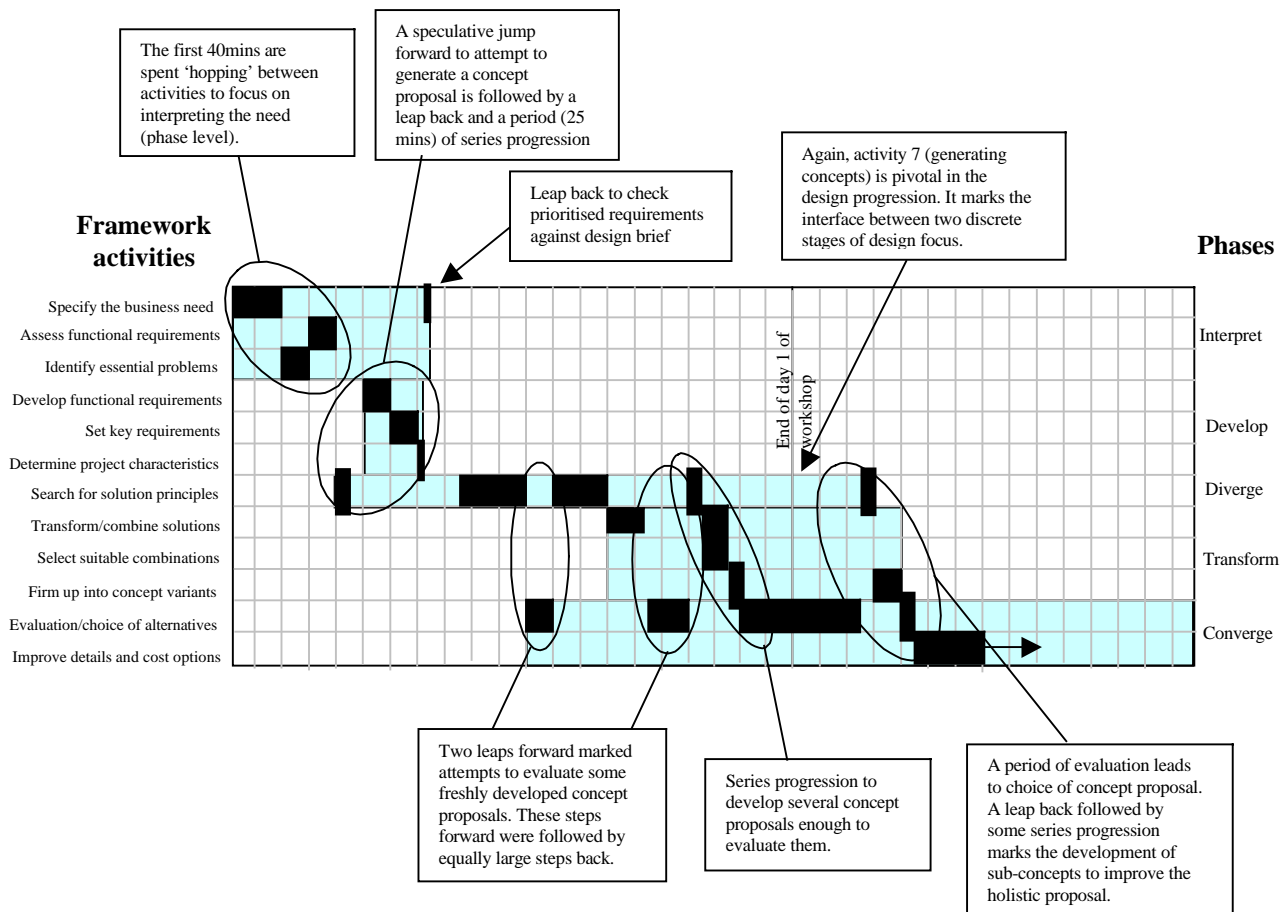 The first 40mins are
spent ‘hopping’ between
activities to focus on
interpreting the need
(phase level).
A speculative jump
forward to attempt to
generate a concept
proposal is followed by a
leap back and a period (25
mins) of series progression
Leap back to check
prioritised requirements
against design brief
Again, activity 7 (generating
concepts) is pivotal in the
design progression. It marks the
interface between two discrete
stages of design focus.
Framework
activities
Phases
Specify the business need
Assess functional requirements
Identify essential problems
Develop functional requirements
Set key requirements
Determine project characteristics
Search for solution principles
Transform/combine solutions
Select suitable combinations
Firm up into concept variants
Evaluation/choice of alternatives
Improve details and cost options
End of day 1 of
workshop
Interpret
Develop
Diverge
Transform
Converge
Two leaps forward marked
attempts to evaluate some
freshly developed concept
proposals. These steps
forward were followed by
equally large steps back.
Series progression to
develop several concept
proposals enough to
evaluate them.
A period of evaluation leads
to choice of concept proposal.
A leap back followed by
some series progression
marks the development of
sub-concepts to improve the
holistic proposal.